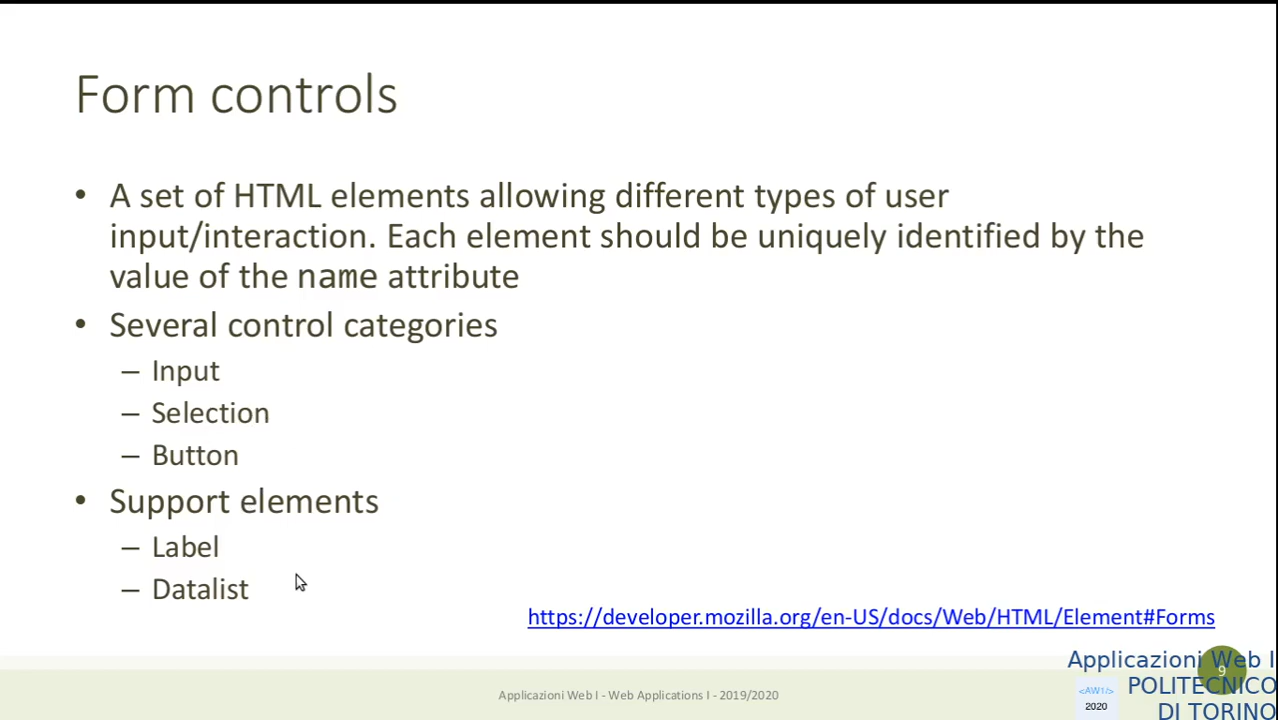 Form controls
• A set of HTML elements allowing different types of user
input/interaction. Each element should be uniquely identified by the
value of the name attribute
• Several control categories
– Input
– Selection
– Button
• Support elements
– Label
– Datalist
https://developer.mozilla.org/en-US/docs/Web/HTML/Element#Forms
Applicazioni Web I - Web Applications I - 2019/2020
9
Applicazioni Web I
POLITECNICO
DI TORINO
<AW1/>
2020